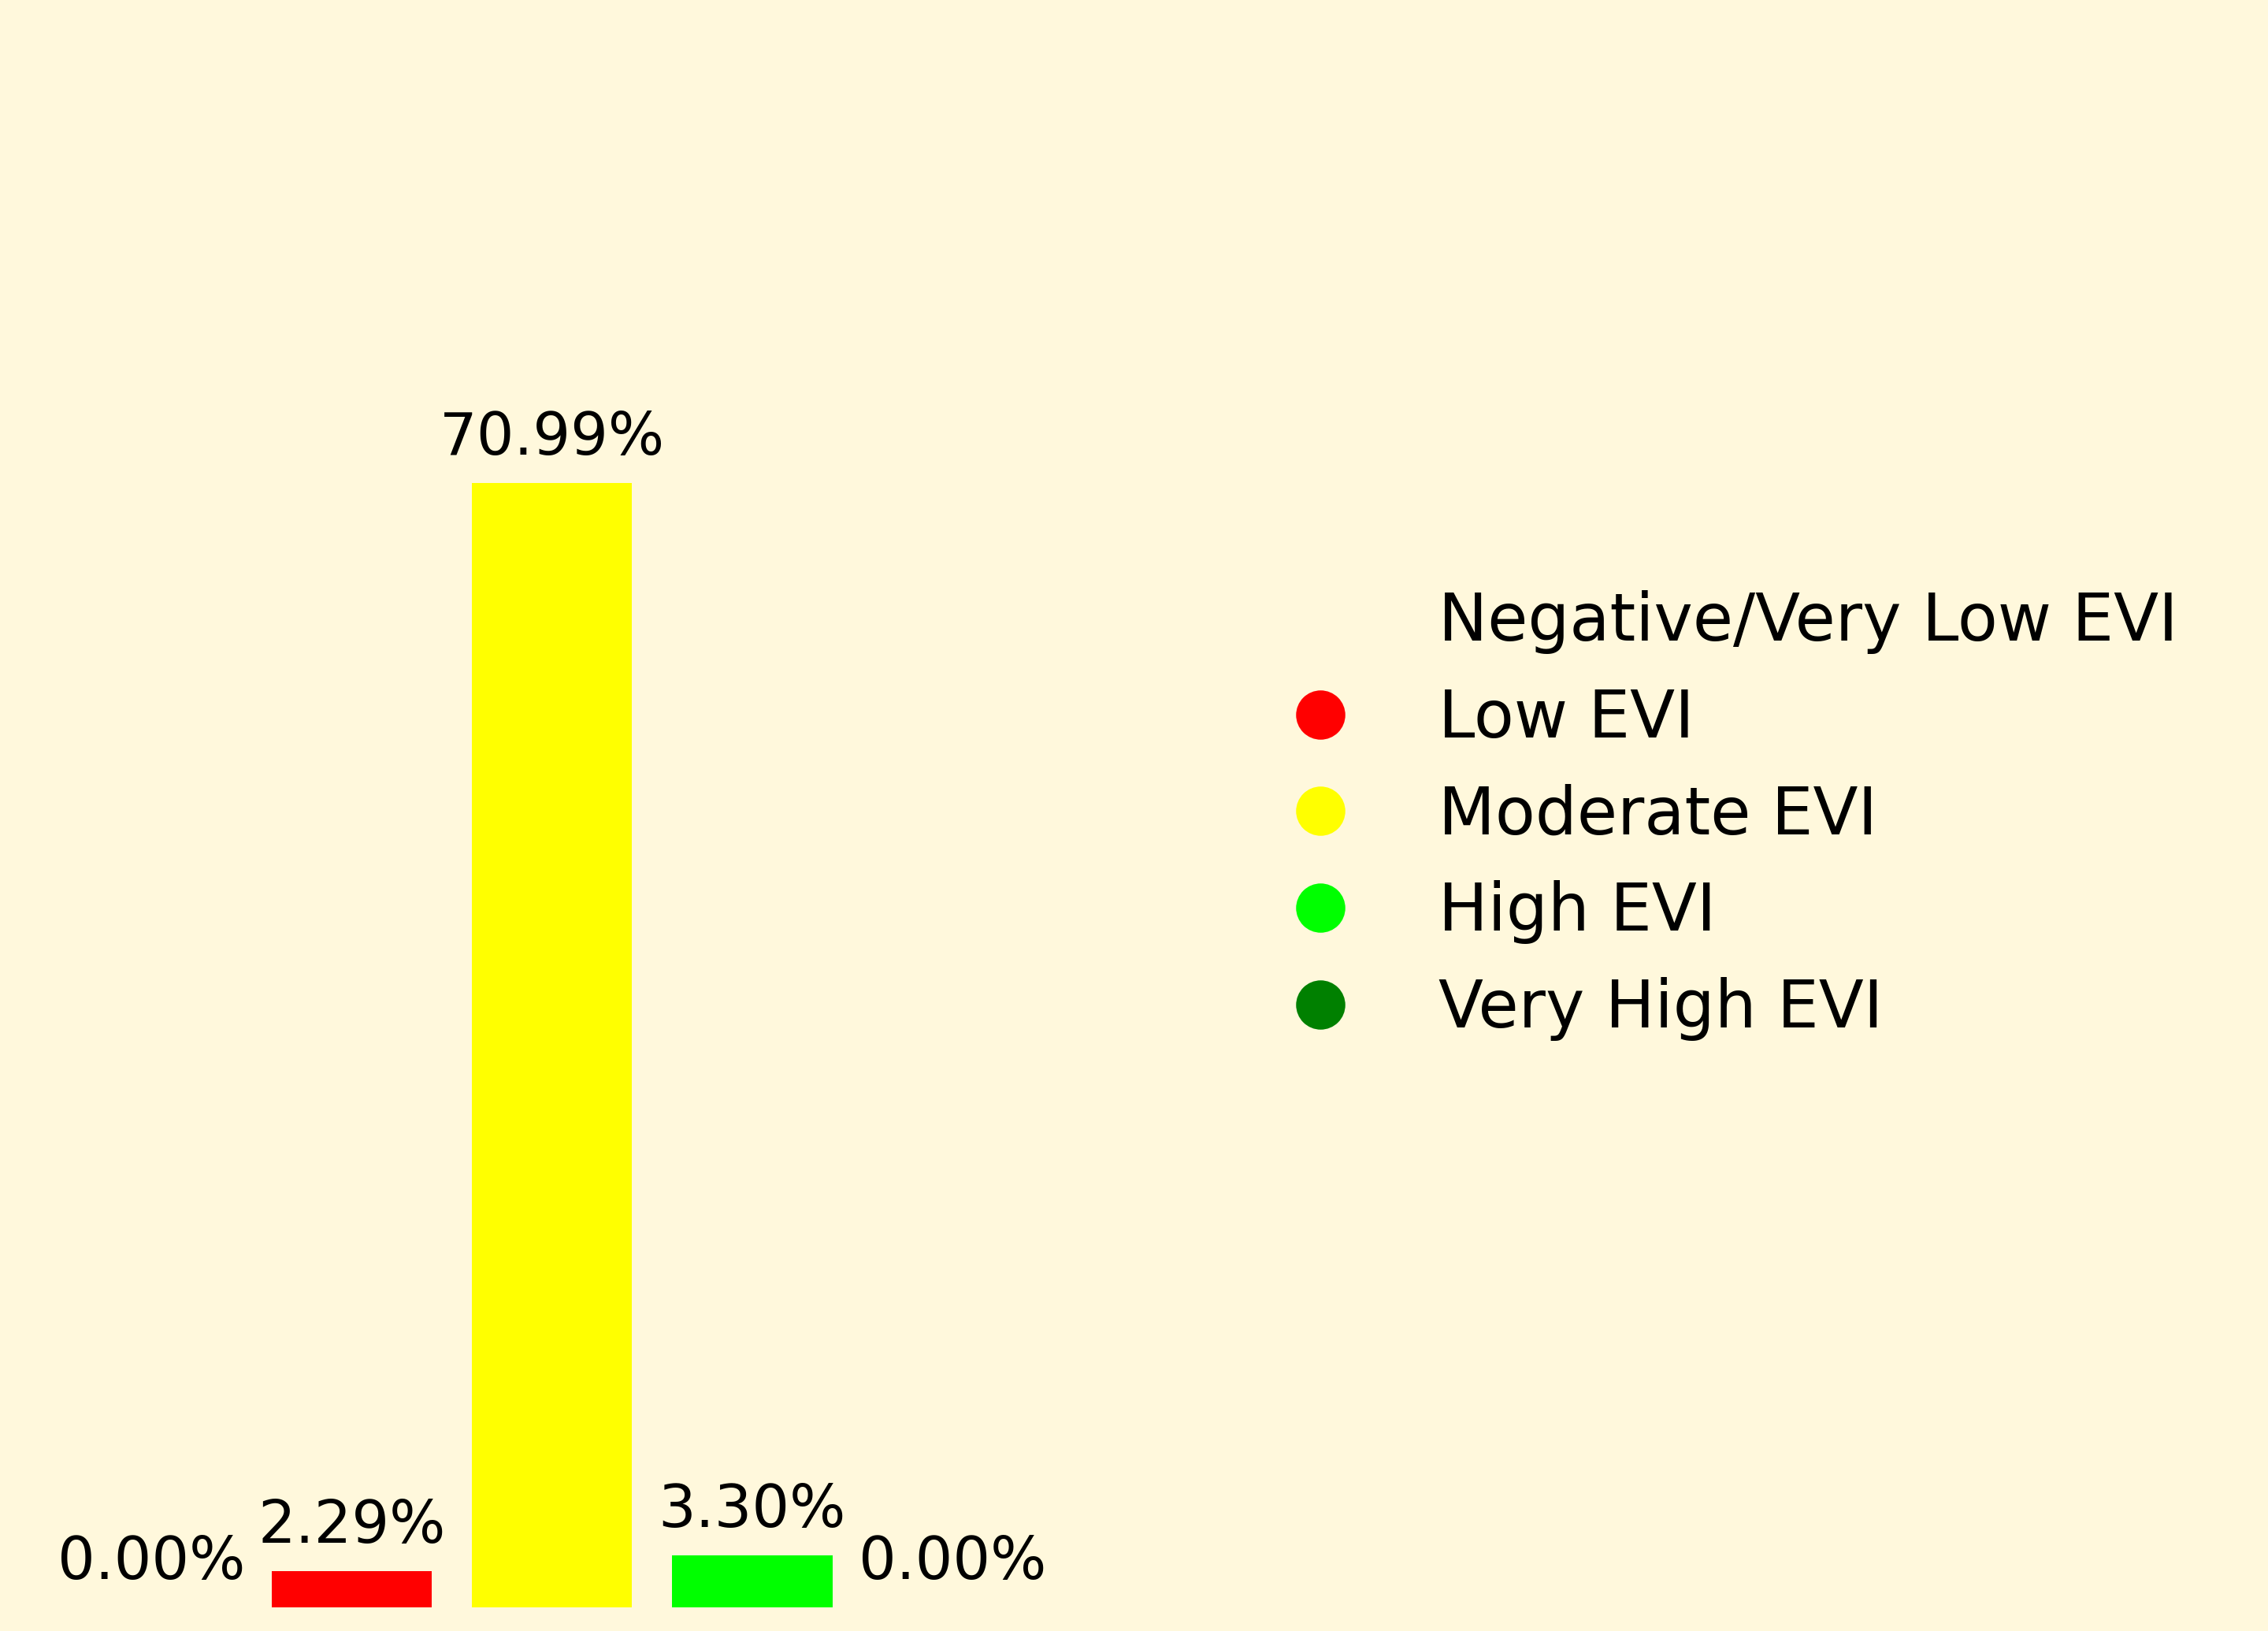 70.99%
Negative/Very Low EVI
Low EVI
Moderate EVI
High EVI
Very High EVI
0.00%
2.29%
3.30%
0.00%